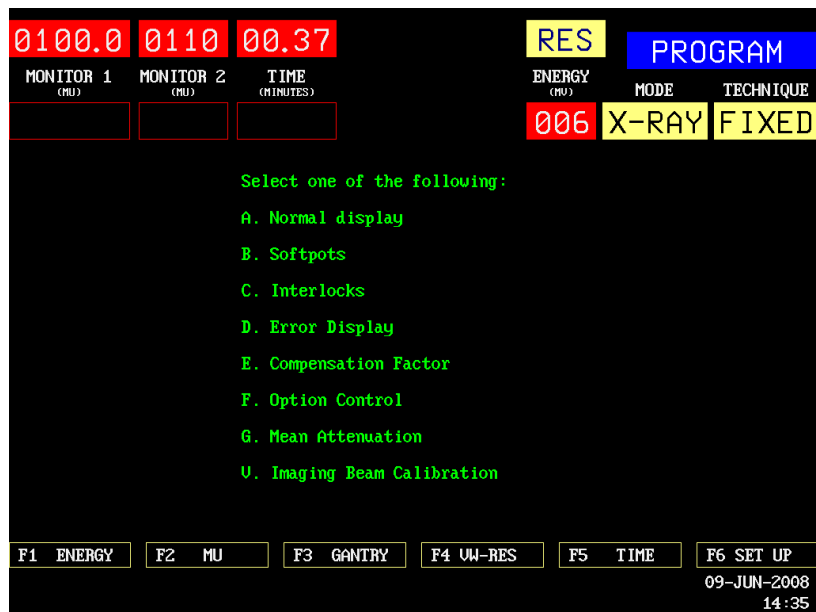 0100.0 0110 00.37 RES PROGRAM
MONITOR 1 MONITOR 2 TIME ENERGY
(MU) (MU) (MINUTES) (MV) MODE TECHNIQUE
006 X-RAY FIXED
Select one of the following:
A. Normal display
B. Softpots
C. Interlocks
D. Error Display
E. Compensation Factor
F. Option Control
G. Mean Attenuation
V. Imaging Beam Calibration
F1 ENERGY F2 MU F3 GANTRY F4 VW-RES F5 TIME F6 SET UP
09-JUN-2008
14:35